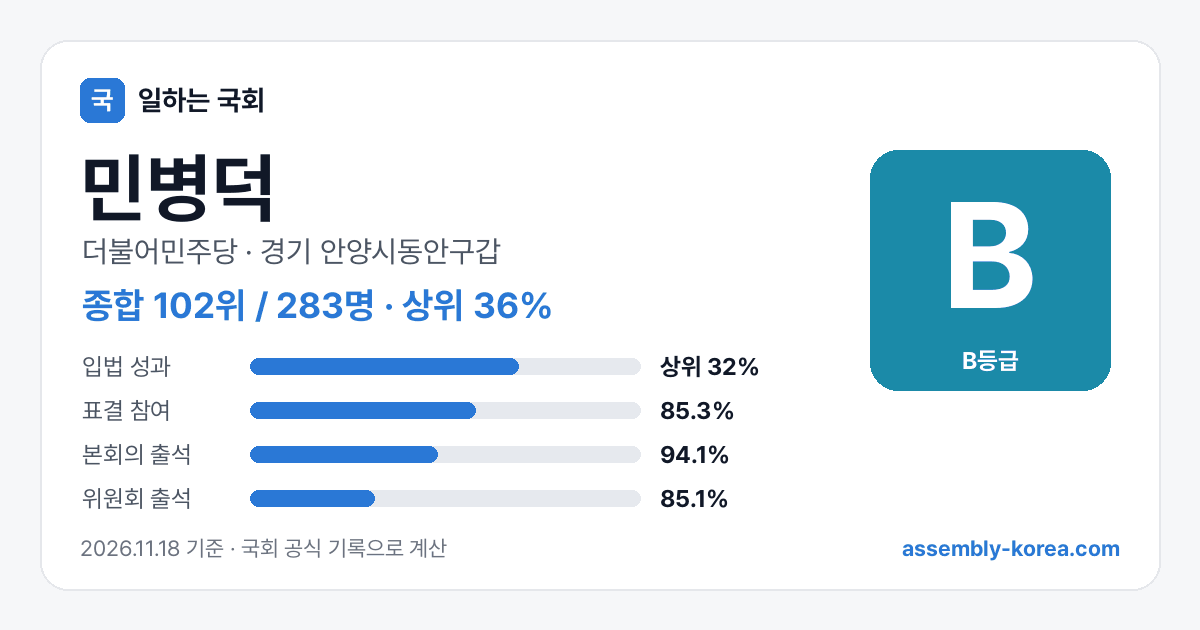 국 일하는 국회
민병덕
더불어민주당 · 경기 안양시동안구갑
종합 102위 / 283명 · 상위 36%
입법 성과 상위 32%
표결 참여 85.3%
본회의 출석 94.1%
위원회 출석 85.1%
B
B등급
2026.11.18 기준 · 국회 공식 기록으로 계산
assembly-korea.com